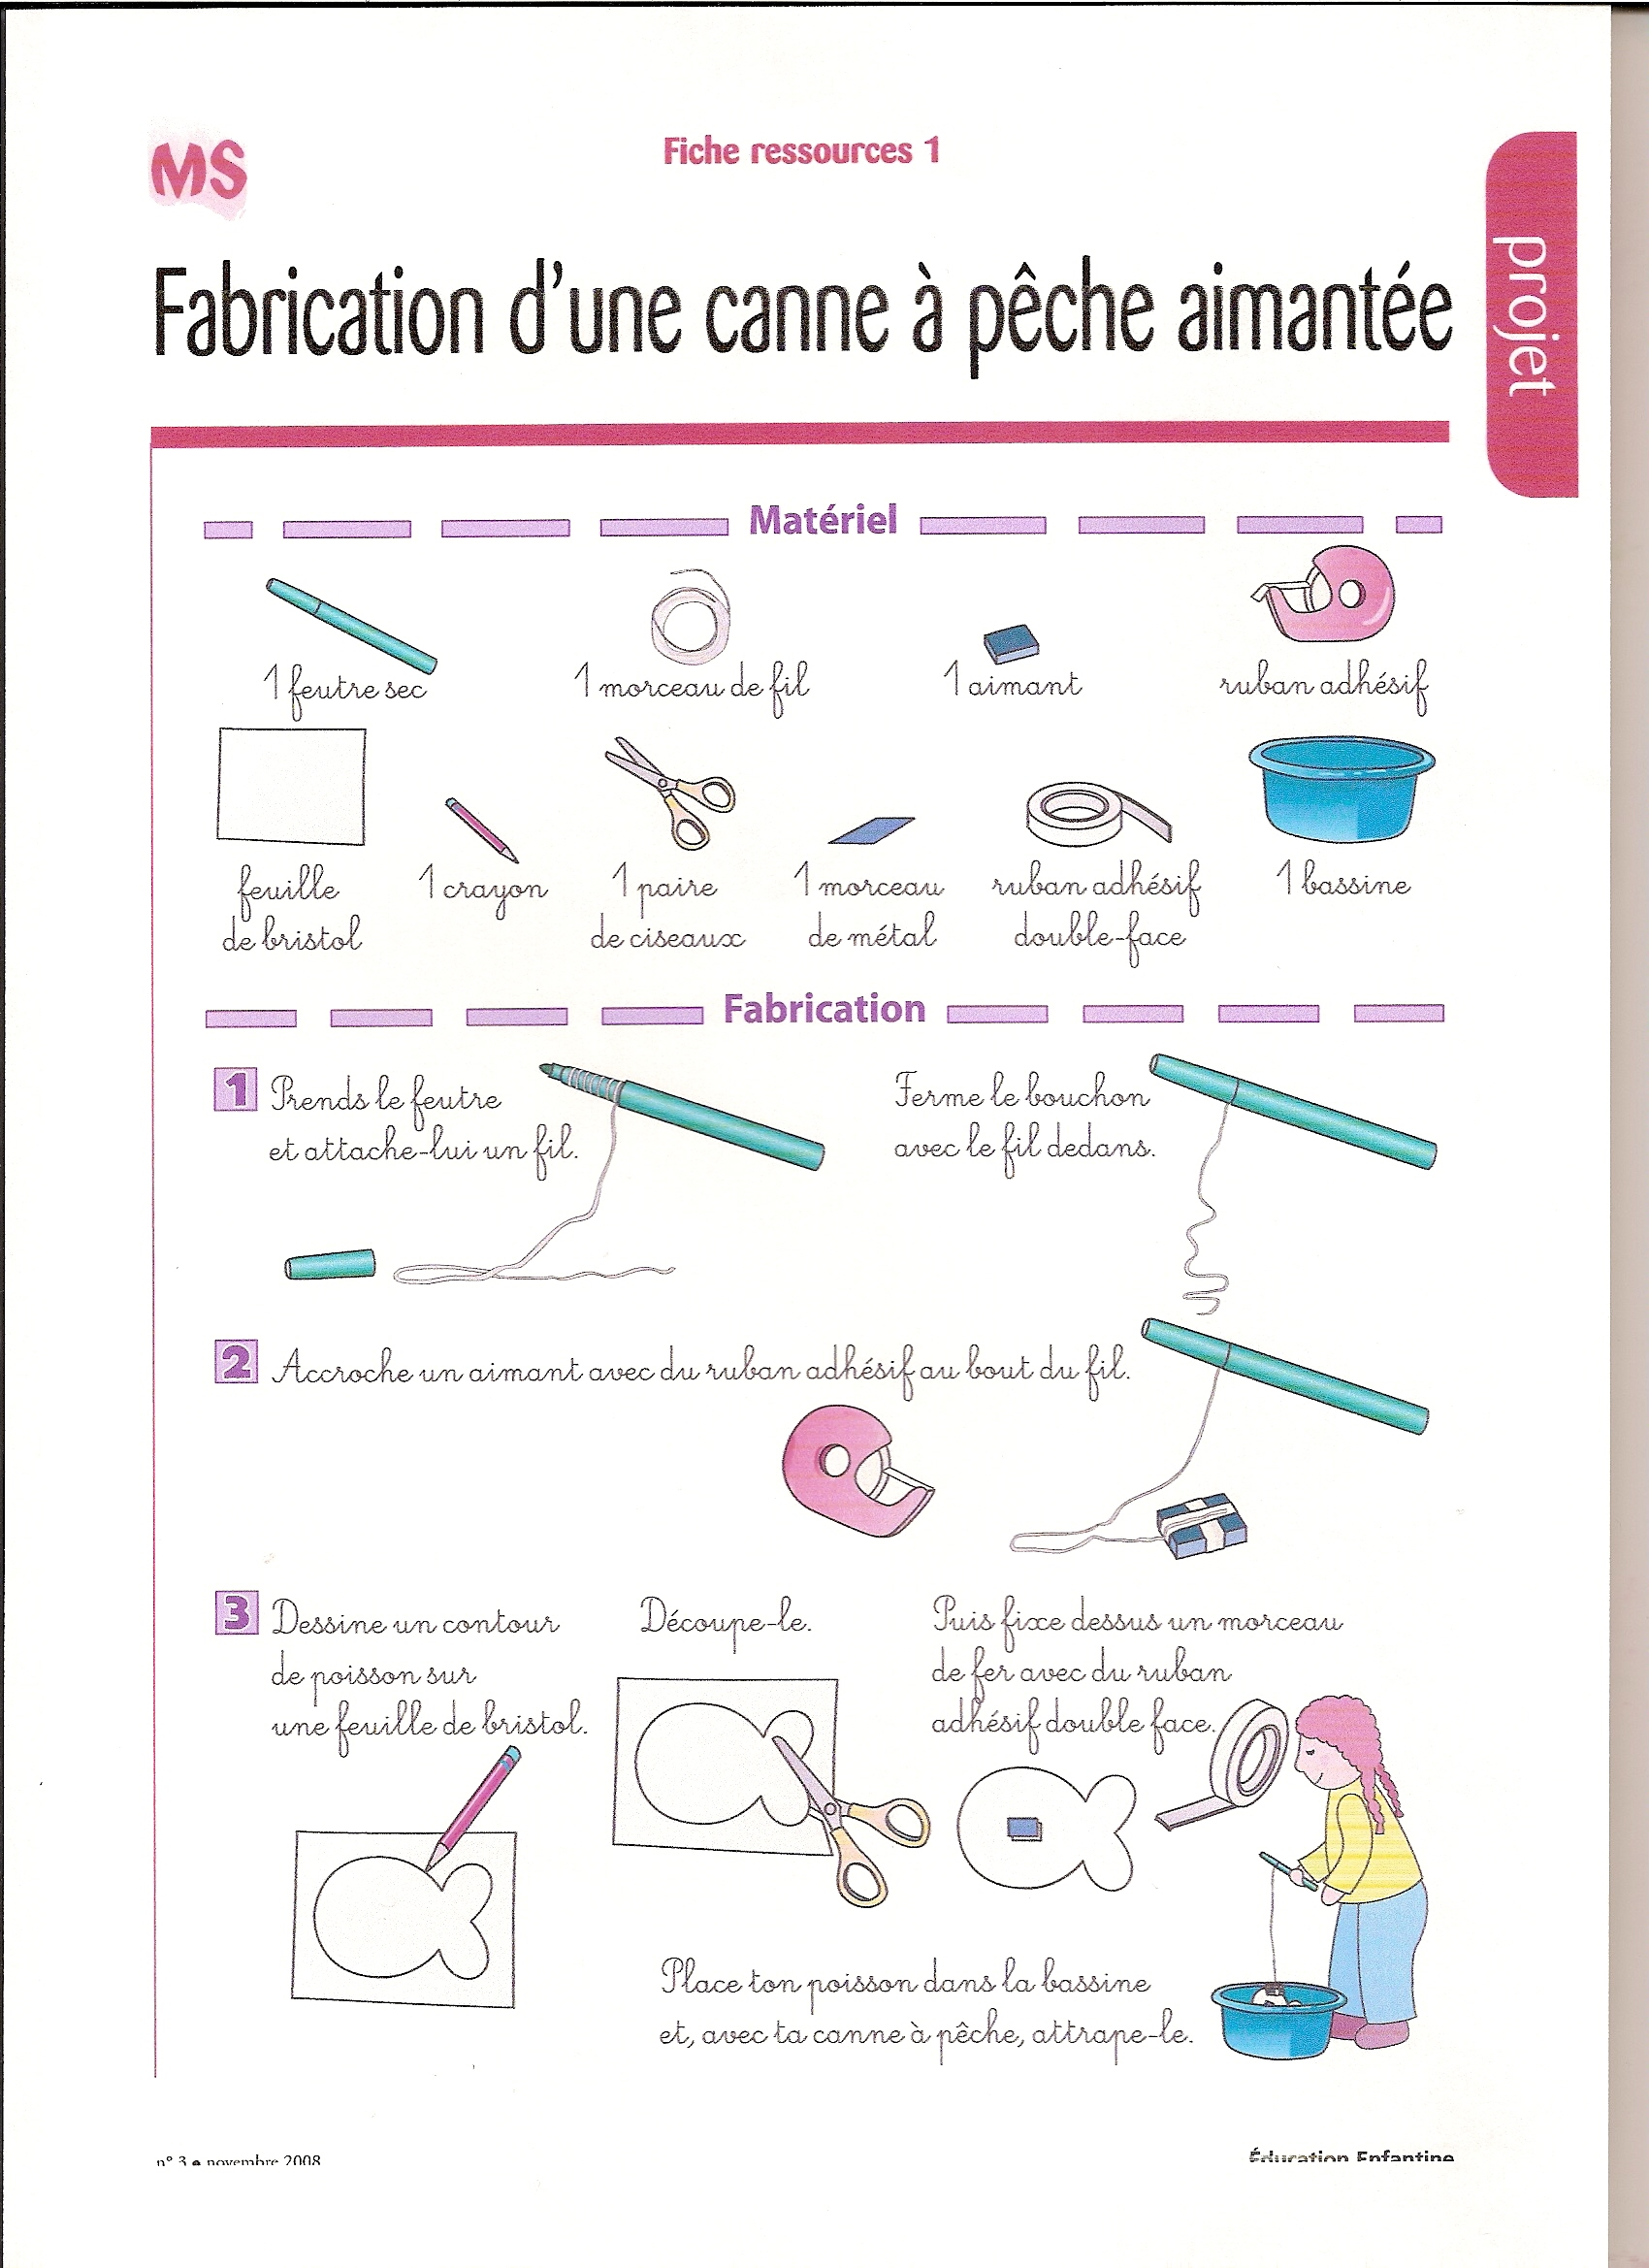 MS
Fiche ressources 1
projet
Fabrication d'une canne à pêche aimantée
Matériel
1 feutre sec
1 morceau de fil
1 aimant
ruban adhésif
feuille
de bristol
1 crayon
1 paire
de ciseaux
1 morceau
de métal
ruban adhésif
double-face
1 bassine
Fabrication
1 Prends le feutre
et attache-lui un fil.
Ferme le bouchon
avec le fil dedans.
2 Accroche un aimant avec du ruban adhésif au bout du fil.
3 Dessine un contour
de poisson sur
une feuille de bristol.
Découpe-le.
Puis fixe dessus un morceau
de fer avec du ruban
adhésif double face.
Place ton poisson dans la bassine
et, avec ta canne à pêche, attrape-le.
n° 3 • novembre 2008
Éducation Enfantine